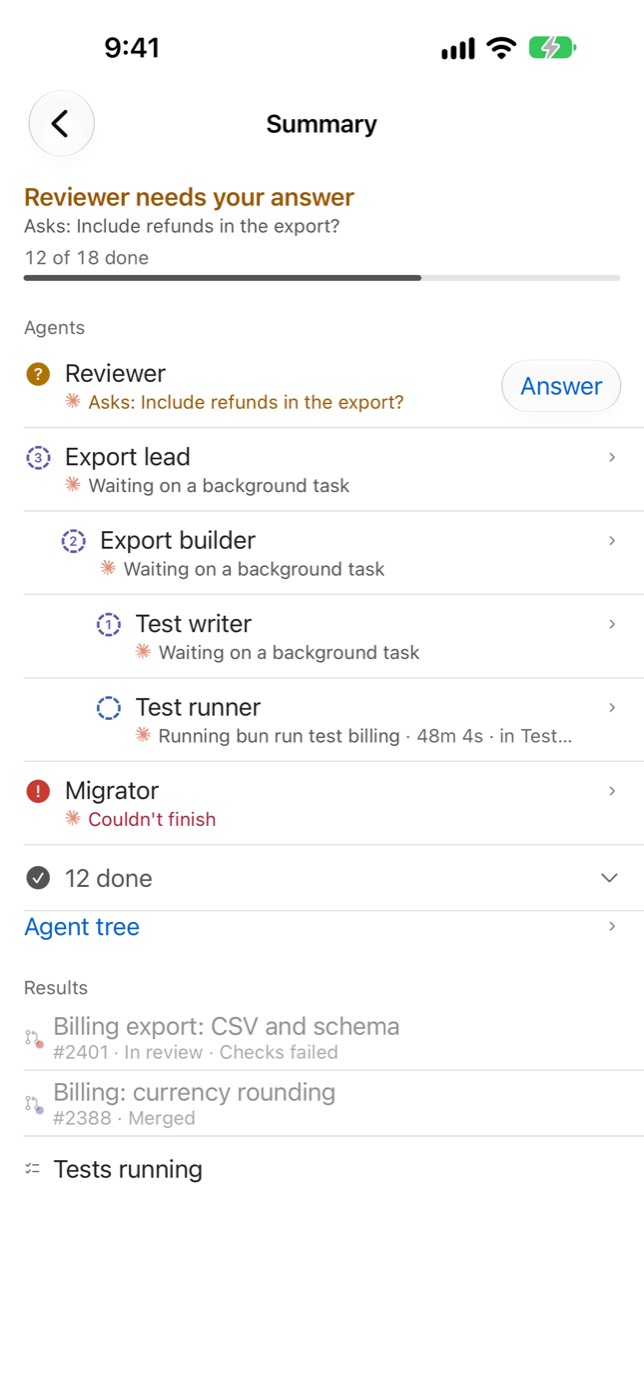 9:41
Summary
Reviewer needs your answer
Asks: Include refunds in the export?
12 of 18 done
Agents
? Reviewer
Asks: Include refunds in the export?
Answer
3 Export lead
Waiting on a background task
2 Export builder
Waiting on a background task
1 Test writer
Waiting on a background task
Test runner
Running bun run test billing · 48m 4s · in Test...
! Migrator
Couldn't finish
12 done
Agent tree
Results
Billing export: CSV and schema
#2401 · In review · Checks failed
Billing: currency rounding
#2388 · Merged
Tests running